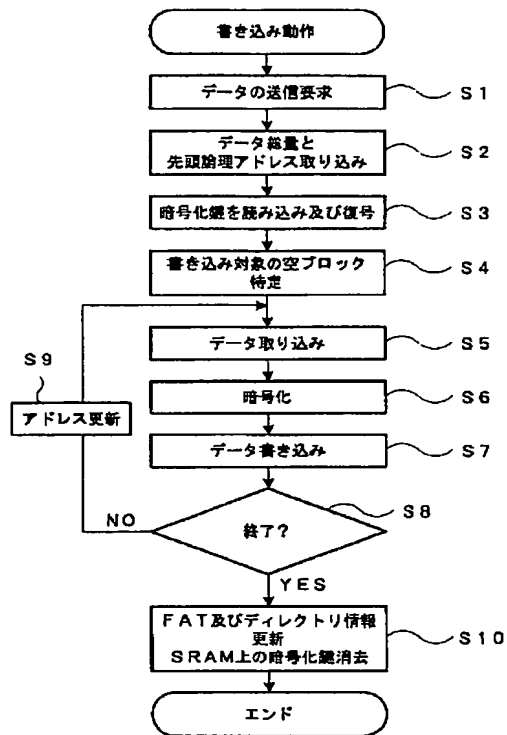 書き込み動作
データの送信要求
S1
データ総量と
先頭論理アドレス取り込み
S2
暗号化鍵を読み込み及び復号
S3
書き込み対象の空ブロック
特定
S4
S9
データ取り込み
S5
アドレス更新
暗号化
S6
データ書き込み
S7
NO
終了?
S8
YES
FAT及びディレクトリ情報
更新
SRAM上の暗号化鍵消去
S10
エンド